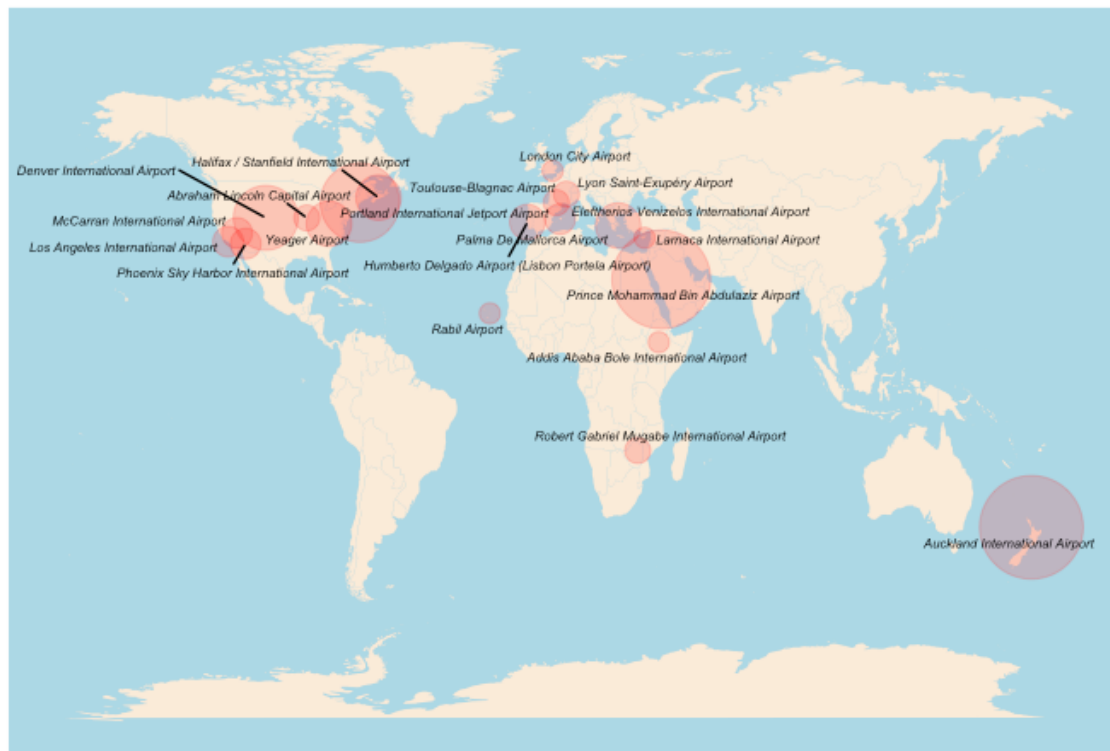 London City Airport
Halifax / Stanfield International Airport
Denver International Airport
Toulouse-Blagnac Airport
Lyon Saint-Exupéry Airport
Abraham Lincoln Capital Airport
Portland International Jetport Airport
Eleftherios Venizelos International Airport
McCarran International Airport
Yeager Airport
Palma De Mallorca Airport
Larnaca International Airport
Los Angeles International Airport
Humberto Delgado Airport (Lisbon Portela Airport)
Phoenix Sky Harbor International Airport
Prince Mohammad Bin Abdulaziz Airport
Rabil Airport
Addis Ababa Bole International Airport
Robert Gabriel Mugabe International Airport
Auckland International Airport